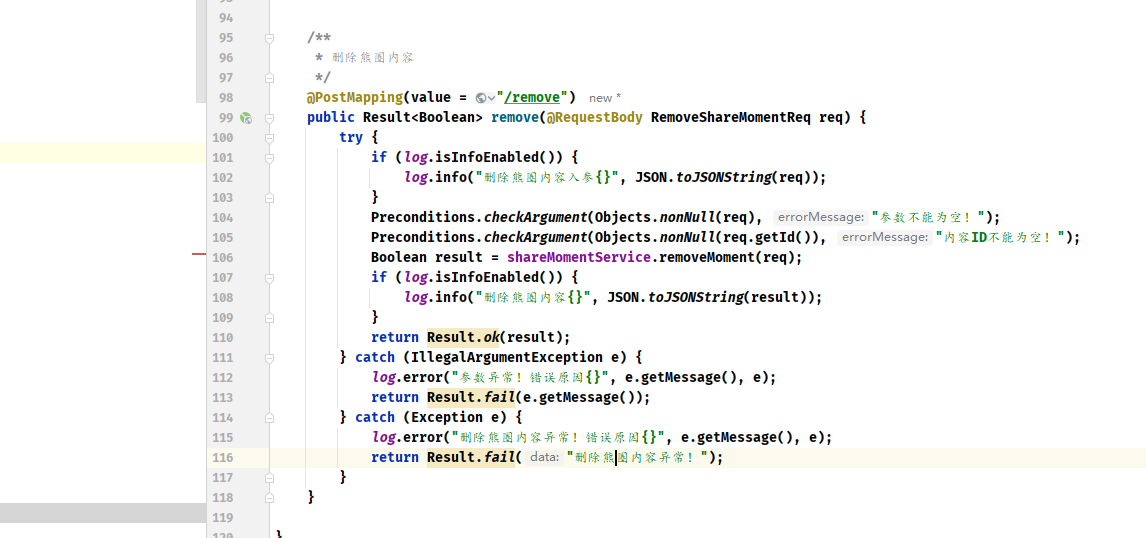 94
95 /**
96 * 删除熊圈内容
97 */
98 @PostMapping(value = "/remove") new *
99 public Result<Boolean> remove(@RequestBody RemoveShareMomentReq req) {
100 try {
101 if (log.isInfoEnabled()) {
102 log.info("删除熊圈内容入参{}", JSON.toJSONString(req));
103 }
104 Preconditions.checkArgument(Objects.nonNull(req), errorMessage: "参数不能为空！");
105 Preconditions.checkArgument(Objects.nonNull(req.getId()), errorMessage: "内容ID不能为空！");
106 Boolean result = shareMomentService.removeMoment(req);
107 if (log.isInfoEnabled()) {
108 log.info("删除熊圈内容{}", JSON.toJSONString(result));
109 }
110 return Result.ok(result);
111 } catch (IllegalArgumentException e) {
112 log.error("参数异常！错误原因{}", e.getMessage(), e);
113 return Result.fail(e.getMessage());
114 } catch (Exception e) {
115 log.error("删除熊圈内容异常！错误原因{}", e.getMessage(), e);
116 return Result.fail( data: "删除熊圈内容异常！");
117 }
118 }
119
120 }